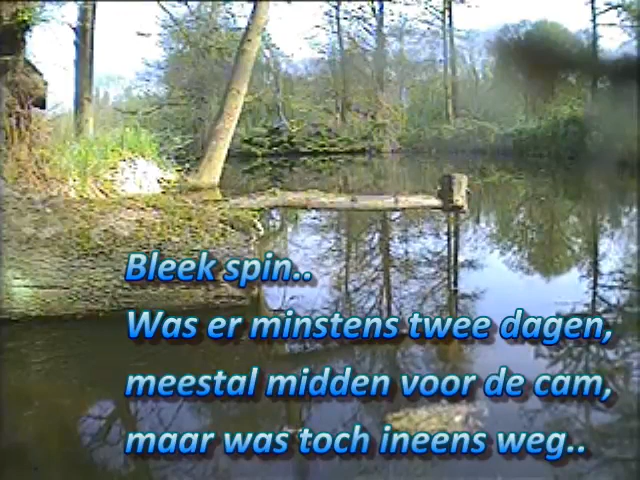 Bleek spin..
Was er minstens twee dagen,
meestal midden voor de cam,
maar was toch ineens weg..